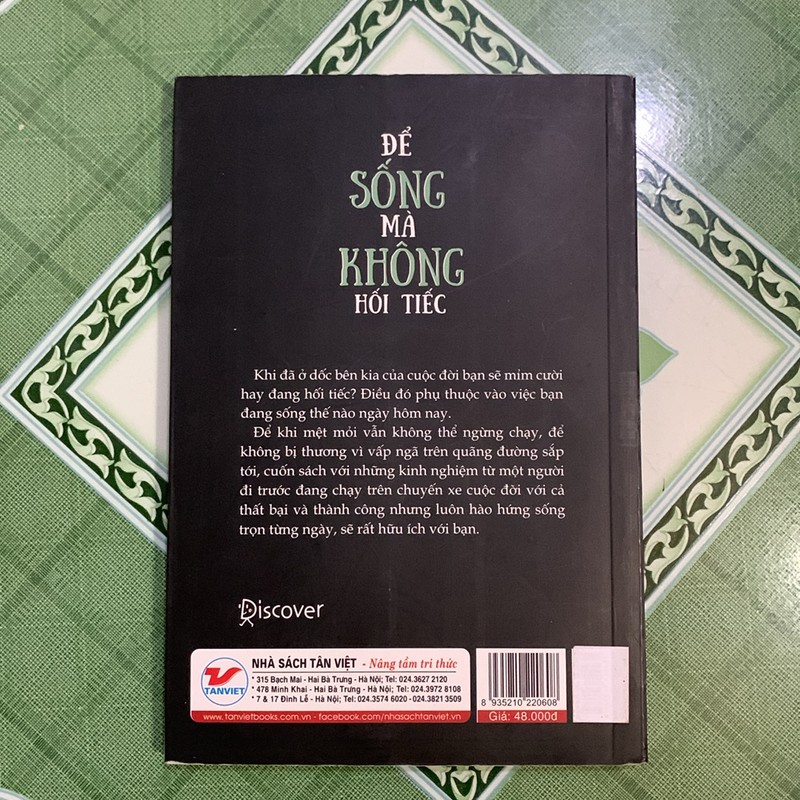 ĐỂ
SỐNG
MÀ
KHÔNG
HỐI TIẾC
Khi đã ở dốc bên kia của cuộc đời bạn sẽ mỉm cười
hay đang hối tiếc? Điều đó phụ thuộc vào việc bạn
đang sống thế nào ngày hôm nay.
Để khi mệt mỏi vẫn không thể ngừng chạy, để
không bị thương vì vấp ngã trên quãng đường sắp
tới, cuốn sách với những kinh nghiệm từ một người
đi trước đang chạy trên chuyến xe cuộc đời với cả
thất bại và thành công nhưng luôn hào hứng sống
trọn từng ngày, sẽ rất hữu ích với bạn.
Discover
TANVIET
NHÀ SÁCH TÂN VIỆT - Nâng tầm tri thức
* 315 Bạch Mai - Hai Bà Trưng - Hà Nội; Tel: 024.3627 2120
* 478 Minh Khai - Hai Bà Trưng - Hà Nội; Tel: 024.3972 8108
* 7 & 17 Đinh Lễ - Hà Nội; Tel: 024.3574 6020 - 024.3821 3509
www.tanvietbooks.com.vn - facebook.com/nhasachtanviet.vn
8 935210 220608
Giá: 48.000đ